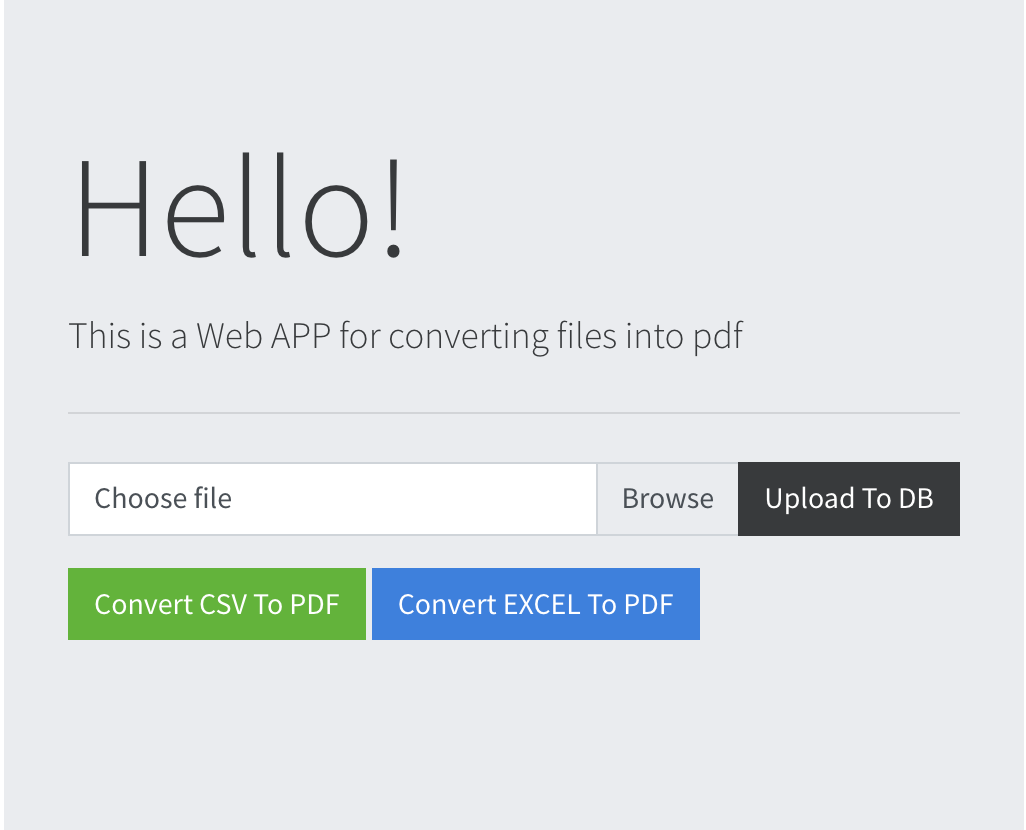 Hello!
This is a Web APP for converting files into pdf
Choose file Browse Upload To DB
Convert CSV To PDF Convert EXCEL To PDF